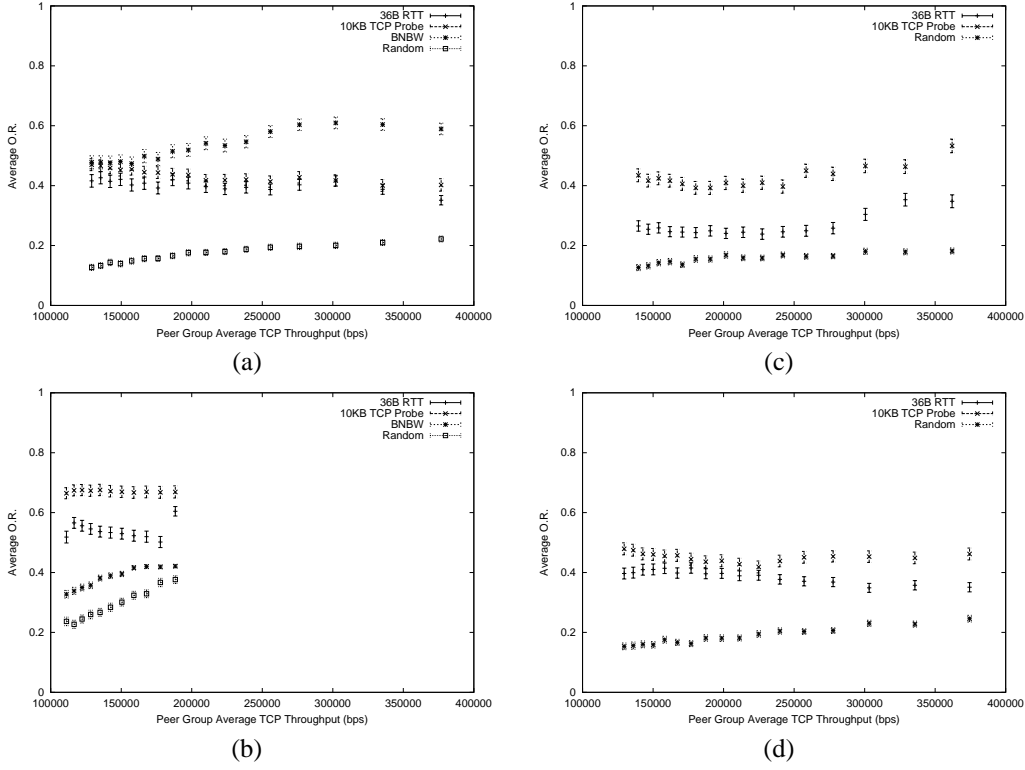 1
0.8
0.6
0.4
0.2
0
100000 150000 200000 250000 300000 350000 400000
Average O.R.
Peer Group Average TCP Throughput (bps)
36B RTT
10KB TCP Probe
BNBW
Random
(a)
1
0.8
0.6
0.4
0.2
0
100000 150000 200000 250000 300000 350000 400000
Average O.R.
Peer Group Average TCP Throughput (bps)
36B RTT
10KB TCP Probe
Random
(c)
1
0.8
0.6
0.4
0.2
0
100000 150000 200000 250000 300000 350000 400000
Average O.R.
Peer Group Average TCP Throughput (bps)
36B RTT
10KB TCP Probe
BNBW
Random
(b)
1
0.8
0.6
0.4
0.2
0
100000 150000 200000 250000 300000 350000 400000
Average O.R.
Peer Group Average TCP Throughput (bps)
36B RTT
10KB TCP Probe
Random
(d)